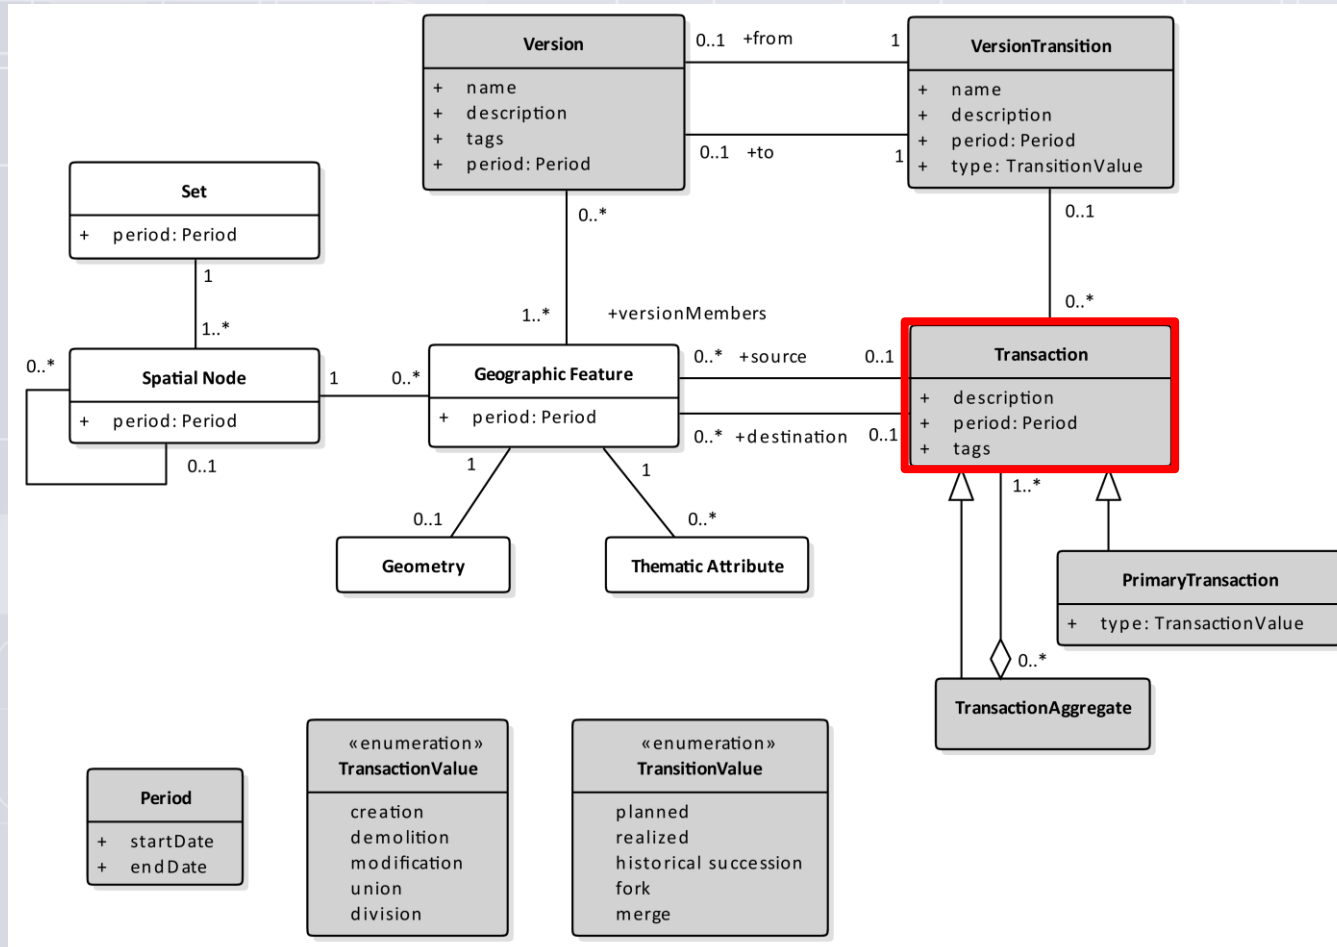 Version
+ name
+ description
+ tags
+ period: Period
0..1 +from 1
0..1 +to 1
VersionTransition
+ name
+ description
+ period: Period
+ type: TransitionValue
Set
+ period: Period
1
1..*
0..*
1..*
+versionMembers
0..1
0..*
0..*
Spatial Node
+ period: Period
0..1
1 0..*
Geographic Feature
+ period: Period
0..* +source 0..1
0..* +destination 0..1
Transaction
+ description
+ period: Period
+ tags
1
0..1
1
0..*
Geometry
Thematic Attribute
1..*
0..*
PrimaryTransaction
+ type: TransactionValue
TransactionAggregate
Period
+ startDate
+ endDate
«enumeration»
TransactionValue
creation
demolition
modification
union
division
«enumeration»
TransitionValue
planned
realized
historical succession
fork
merge